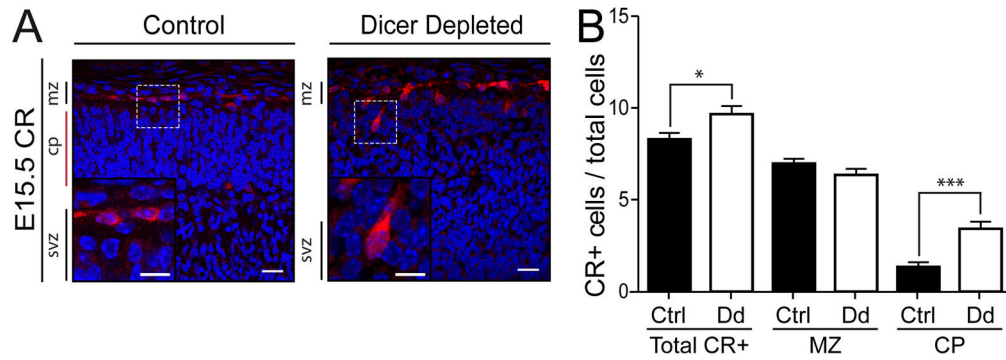 A
Control
Dicer Depleted
E15.5 CR
mz
cp
svz
mz
svz
B
CR+ cells / total cells
15
10
5
0
*
***
Ctrl Dd Ctrl Dd Ctrl Dd
Total CR+ MZ CP